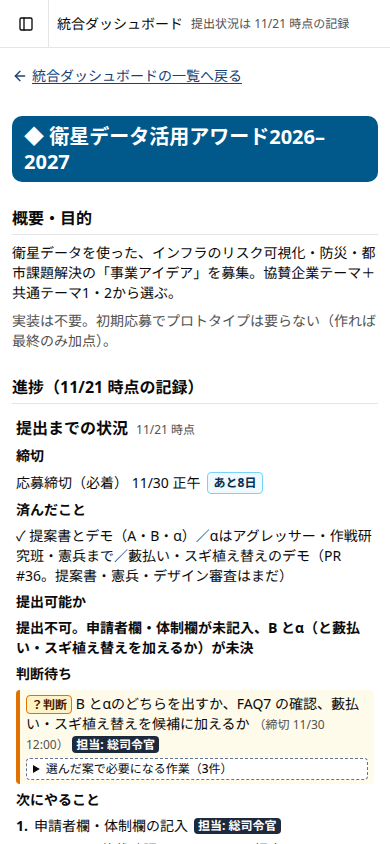 統合ダッシュボード 提出状況は 11/21 時点の記録
← 統合ダッシュボードの一覧へ戻る
◆ 衛星データ活用アワード2026–
2027
概要・目的
衛星データを使った、インフラのリスク可視化・防災・都
市課題解決の「事業アイデア」を募集。協賛企業テーマ＋
共通テーマ1・2から選ぶ。
実装は不要。初期応募でプロトタイプは要らない（作れば
最終のみ加点）。
進捗（11/21 時点の記録）
提出までの状況 11/21 時点
締切
応募締切（必着） 11/30 正午 あと8日
済んだこと
✓ 提案書とデモ（A・B・α）／αはアグレッサー・作戦研
究班・憲兵まで／藪払い・スギ植え替えのデモ（PR
#36。提案書・憲兵・デザイン審査はまだ）
提出可能か
提出不可。申請者欄・体制欄が未記入、B とα（と藪払
い・スギ植え替えを加えるか）が未決
判断待ち
？判断 B とαのどちらを出すか、FAQ7 の確認、藪払
い・スギ植え替えを候補に加えるか （締切 11/30
12:00） 担当: 総司令官
▶ 選んだ案で必要になる作業（3件）
次にやること
1. 申請者欄・体制欄の記入 担当: 総司令官